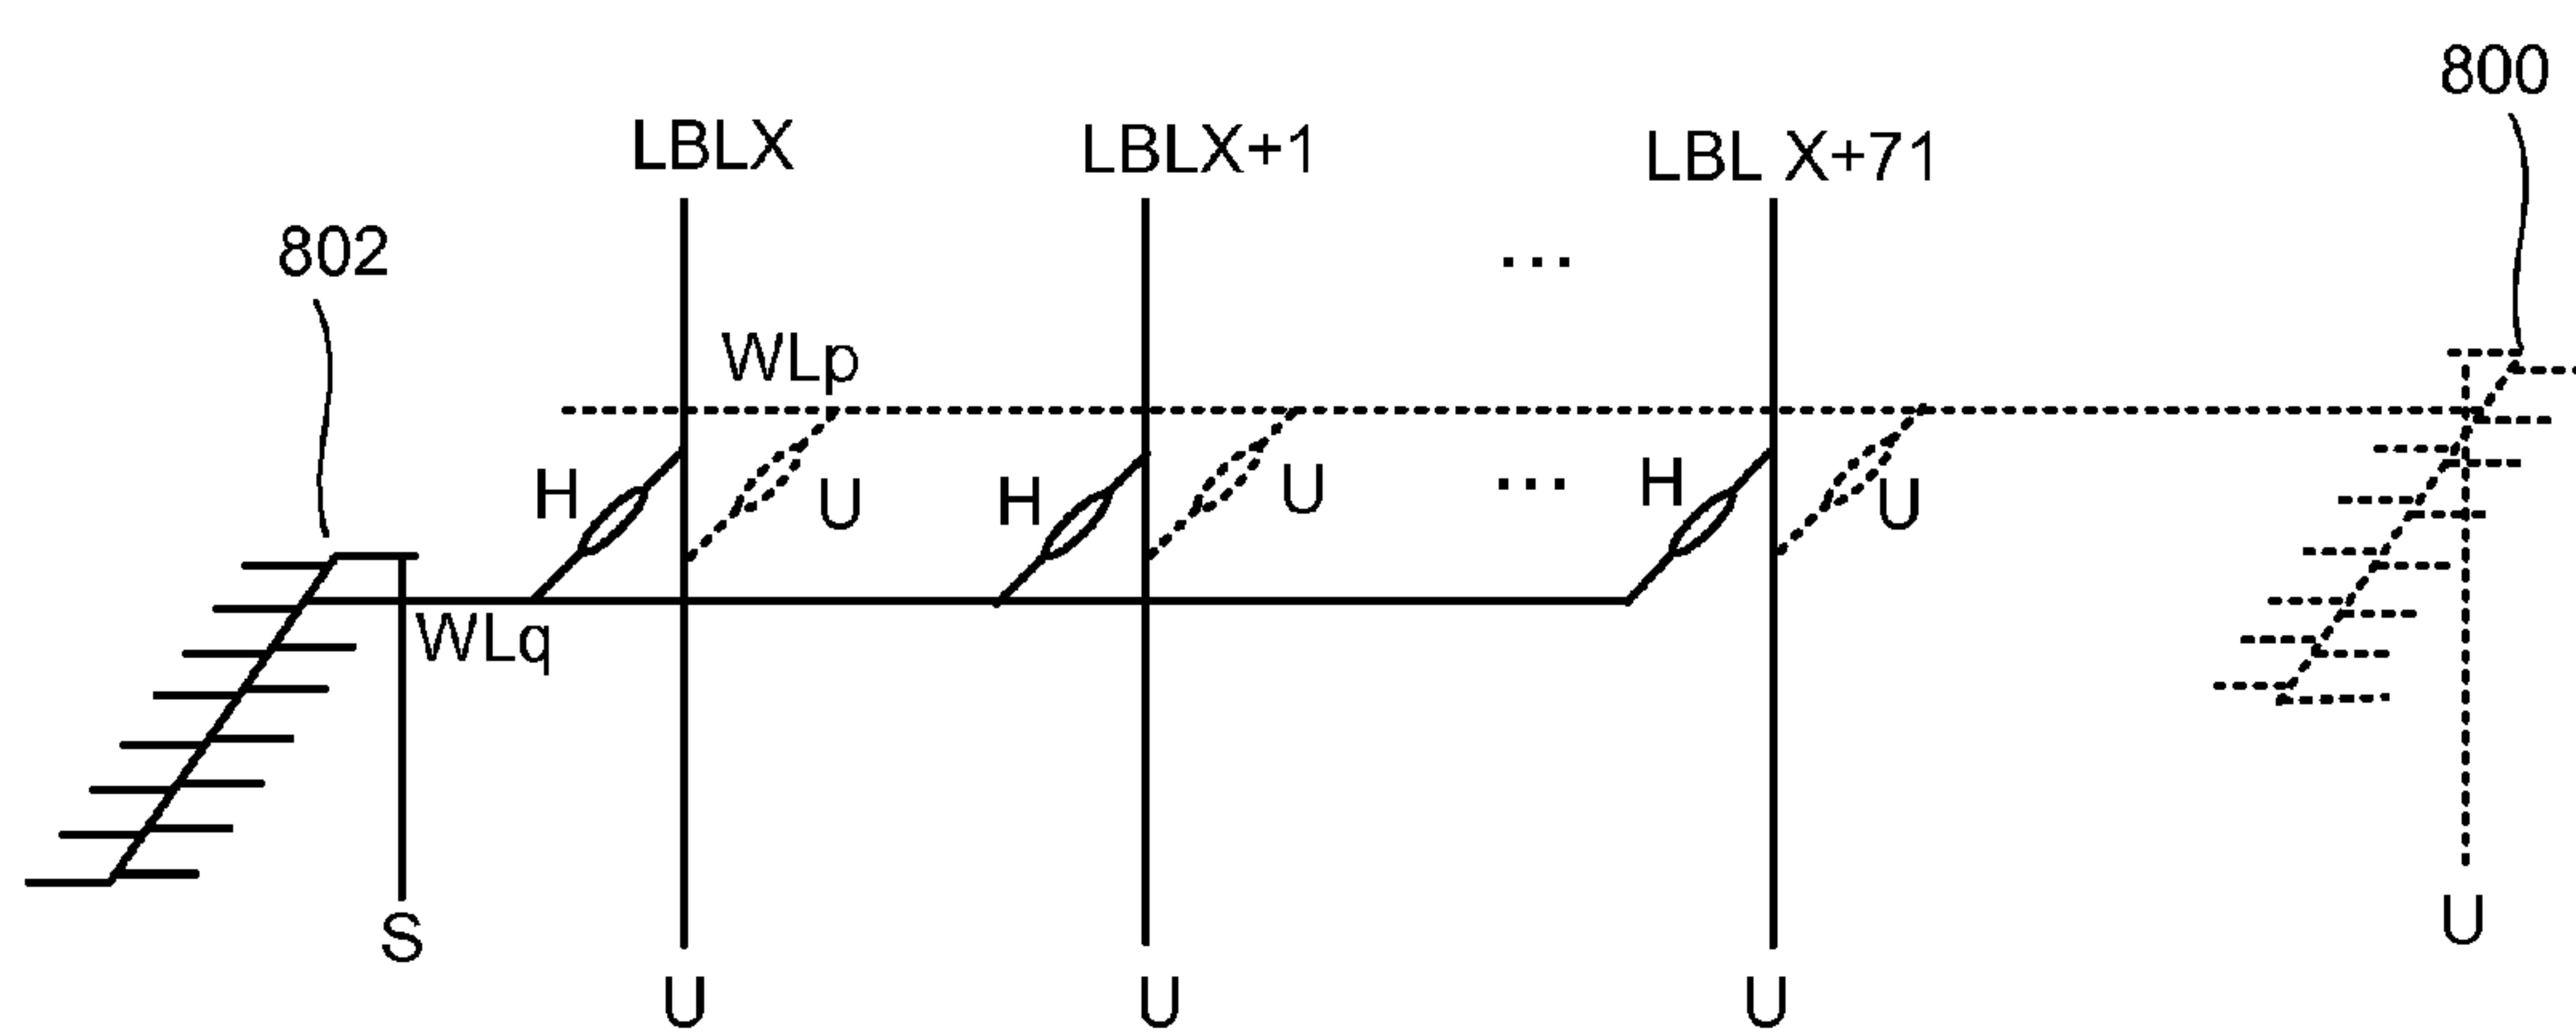 800
LBLX LBLX+1 LBL X+71
802
...
WLp
H U H U ... H U
WLq
S U U U U